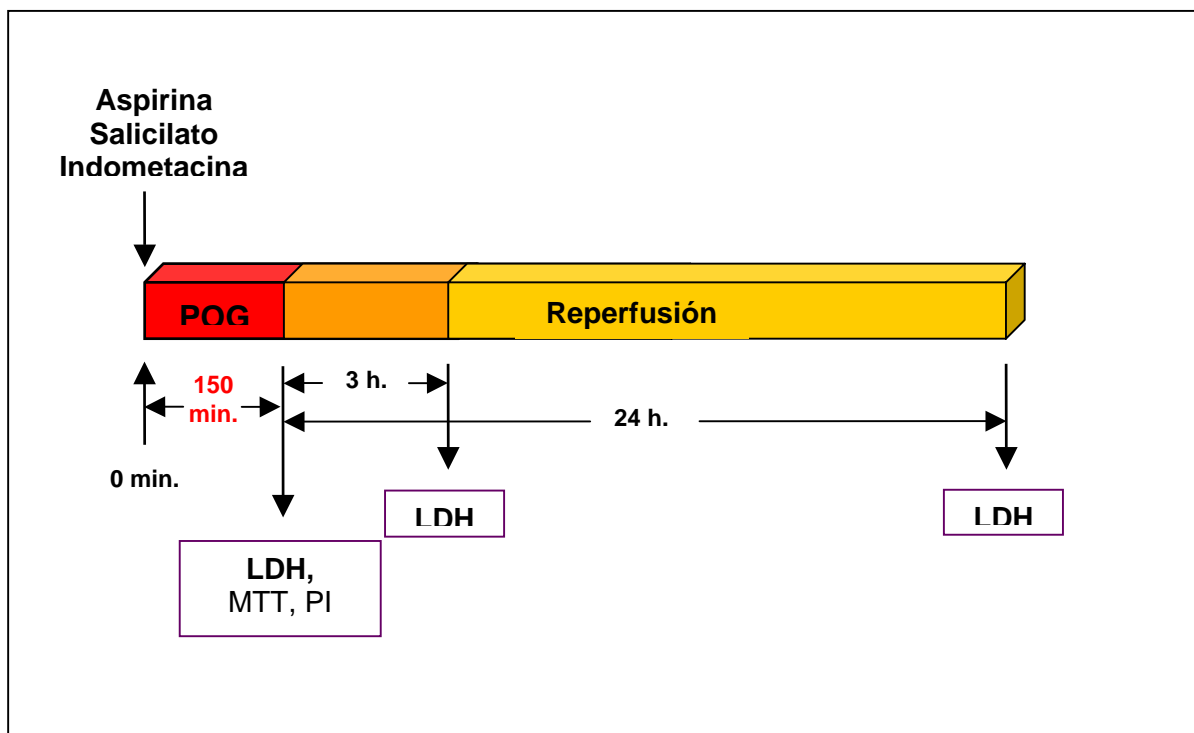 Aspirina
Salicilato
Indometacina
POG
Reperfusión
150
min.
3 h.
24 h.
0 min.
LDH
LDH
LDH,
MTT, PI